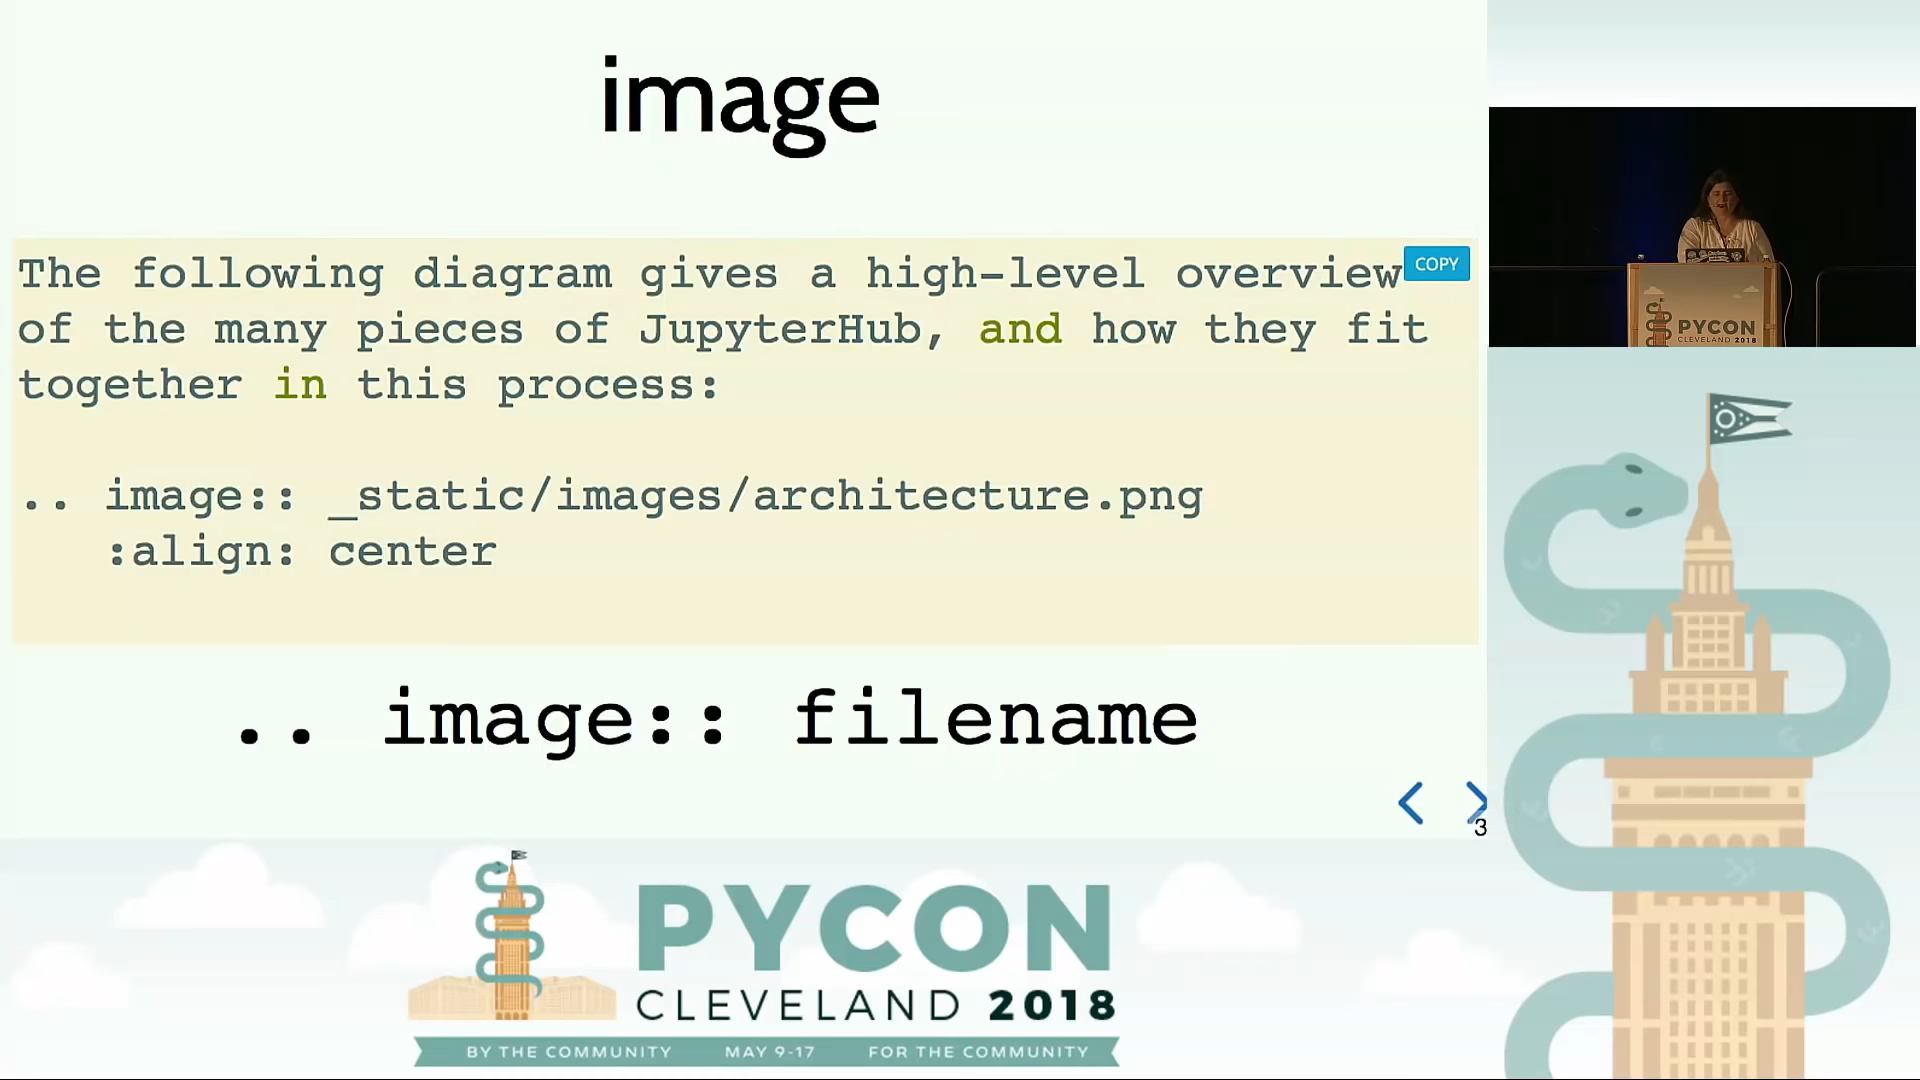 image
The following diagram gives a high-level overview
COPY
of the many pieces of JupyterHub, and how they fit
together in this process:
.. image:: _static/images/architecture.png
:align: center
.. image:: filename
3
PYCON
CLEVELAND 2018
PYCON
CLEVELAND 2018
BY THE COMMUNITY MAY 9-17 FOR THE COMMUNITY